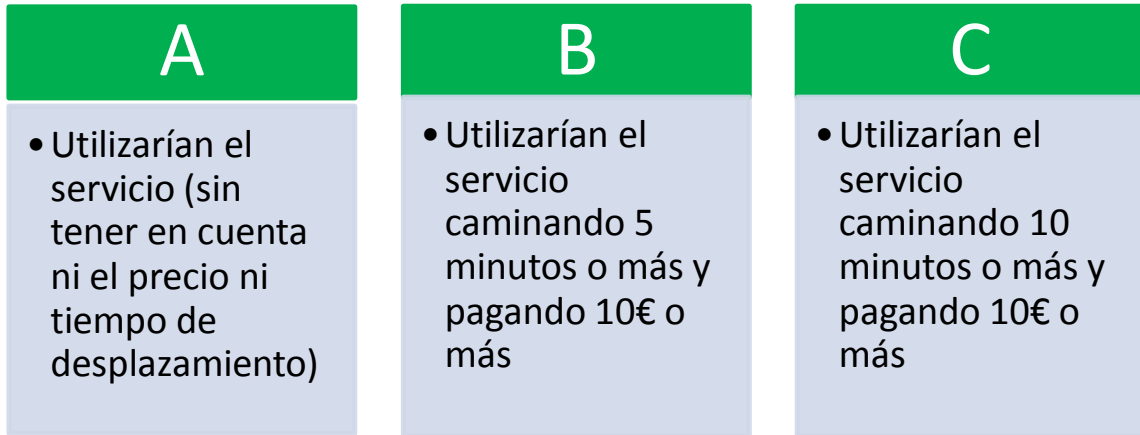 A
• Utilizarían el
servicio (sin
tener en cuenta
ni el precio ni
tiempo de
desplazamiento)
B
• Utilizarían el
servicio
caminando 5
minutos o más y
pagando 10€ o
más
C
• Utilizarían el
servicio
caminando 10
minutos o más y
pagando 10€ o
más